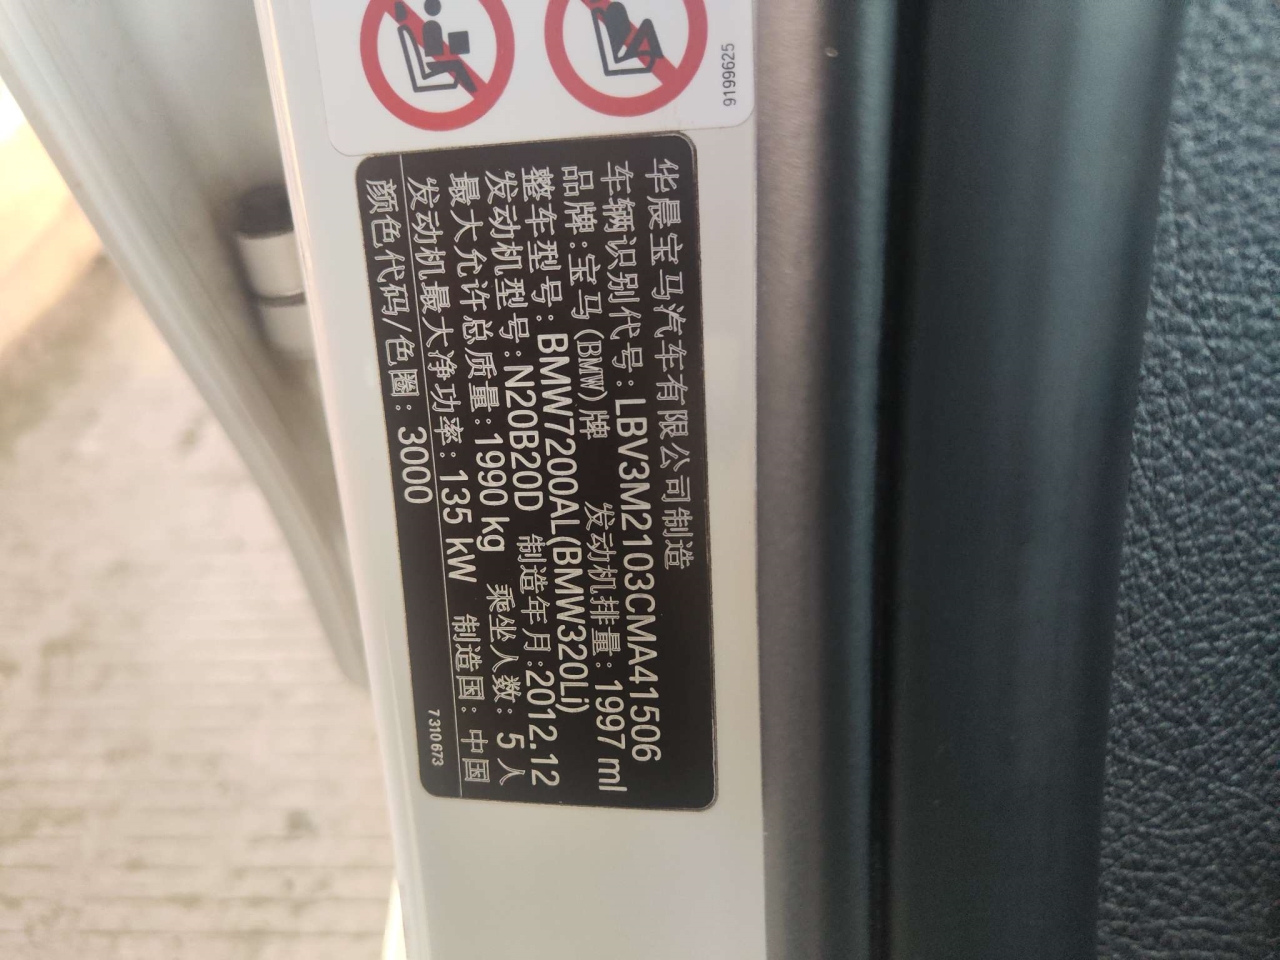 9199625
华晨宝马汽车有限公司制造
车辆识别代号: LBV3M2103CMA41506
品牌:宝马(BMW)牌 发动机排量: 1997 ml
整车型号: BMW7200AL(BMW320Li)
发动机型号:N20B20D 制造年月:2012.12
最大允许总质量: 1990 kg 乘坐人数: 5人
发动机最大净功率: 135 kW 制造国: 中国
颜色代码/色圈: 3000
7310673